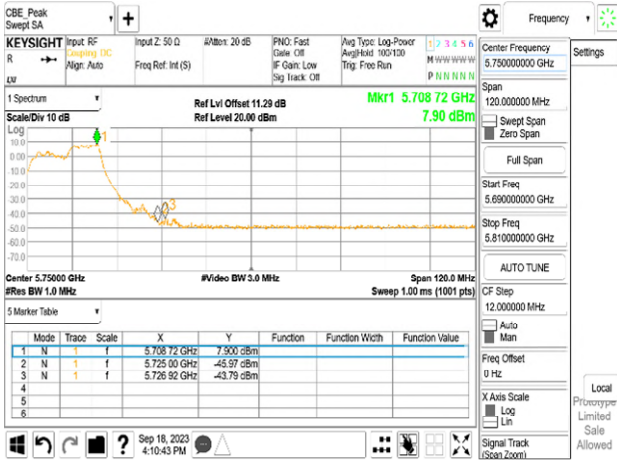 CBE_Peak
Swept SA
Frequency
KEYSIGHT
R
Input: RF
Coupling: DC
Align: Auto
Input Z: 50 Ω
Freq Ref: Int (S)
#Atten: 20 dB
PNO: Fast
Gate: Off
IF Gain: Low
Sig Track: Off
Avg Type: Log-Power
Avg|Hold: 100/100
Trig: Free Run
1 2 3 4 5 6
M W W W W W
P N N N N N
1 Spectrum
Scale/Div 10 dB
Ref Lvl Offset 11.29 dB
Ref Level 20.00 dBm
Mkr1 5.708 72 GHz
7.90 dBm
Log
10.0
0.00
-10.0
-20.0
-30.0
-40.0
-50.0
-60.0
-70.0
1
3
Center 5.75000 GHz
#Res BW 1.0 MHz
#Video BW 3.0 MHz
Span 120.0 MHz
Sweep 1.00 ms (1001 pts)
5 Marker Table
Mode Trace Scale X Y Function Function Width Function Value
1 N 1 f 5.708 72 GHz 7.900 dBm
2 N 1 f 5.725 00 GHz -45.97 dBm
3 N 1 f 5.726 92 GHz -43.79 dBm
4
5
6
Sep 18, 2023
4:10:43 PM
Center Frequency
5.750000000 GHz
Span
120.000000 MHz
Swept Span
Zero Span
Full Span
Start Freq
5.690000000 GHz
Stop Freq
5.810000000 GHz
AUTO TUNE
CF Step
12.000000 MHz
Auto
Man
Freq Offset
0 Hz
X Axis Scale
Log
Lin
Signal Track
(Span Zoom)
Settings
Local
Prototype
Limited
Sale
Allowed